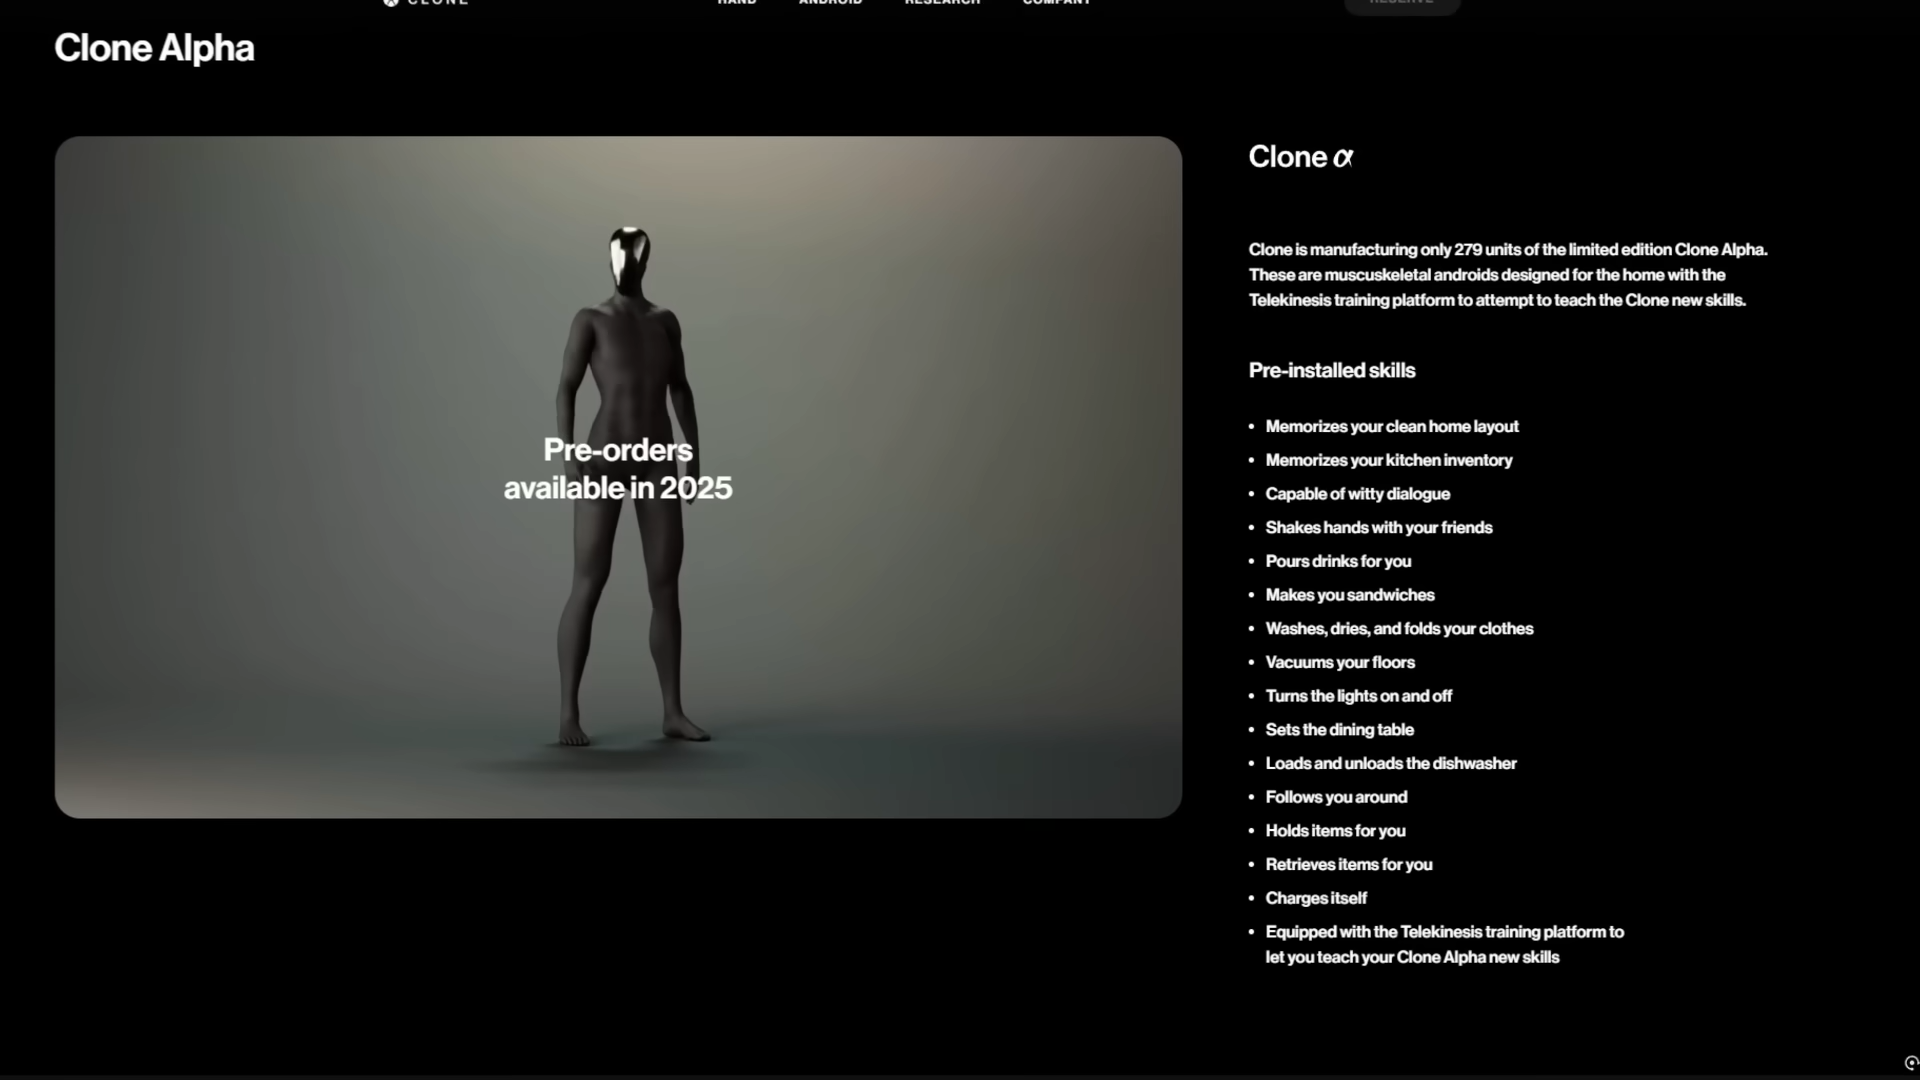 CLONE
HAND
ANDROID
RESEARCH
COMPANY
RESERVE
Clone Alpha
Pre-orders
available in 2025
Clone α
Clone is manufacturing only 279 units of the limited edition Clone Alpha.
These are muscuskeletal androids designed for the home with the
Telekinesis training platform to attempt to teach the Clone new skills.
Pre-installed skills
• Memorizes your clean home layout
• Memorizes your kitchen inventory
• Capable of witty dialogue
• Shakes hands with your friends
• Pours drinks for you
• Makes you sandwiches
• Washes, dries, and folds your clothes
• Vacuums your floors
• Turns the lights on and off
• Sets the dining table
• Loads and unloads the dishwasher
• Follows you around
• Holds items for you
• Retrieves items for you
• Charges itself
• Equipped with the Telekinesis training platform to
let you teach your Clone Alpha new skills